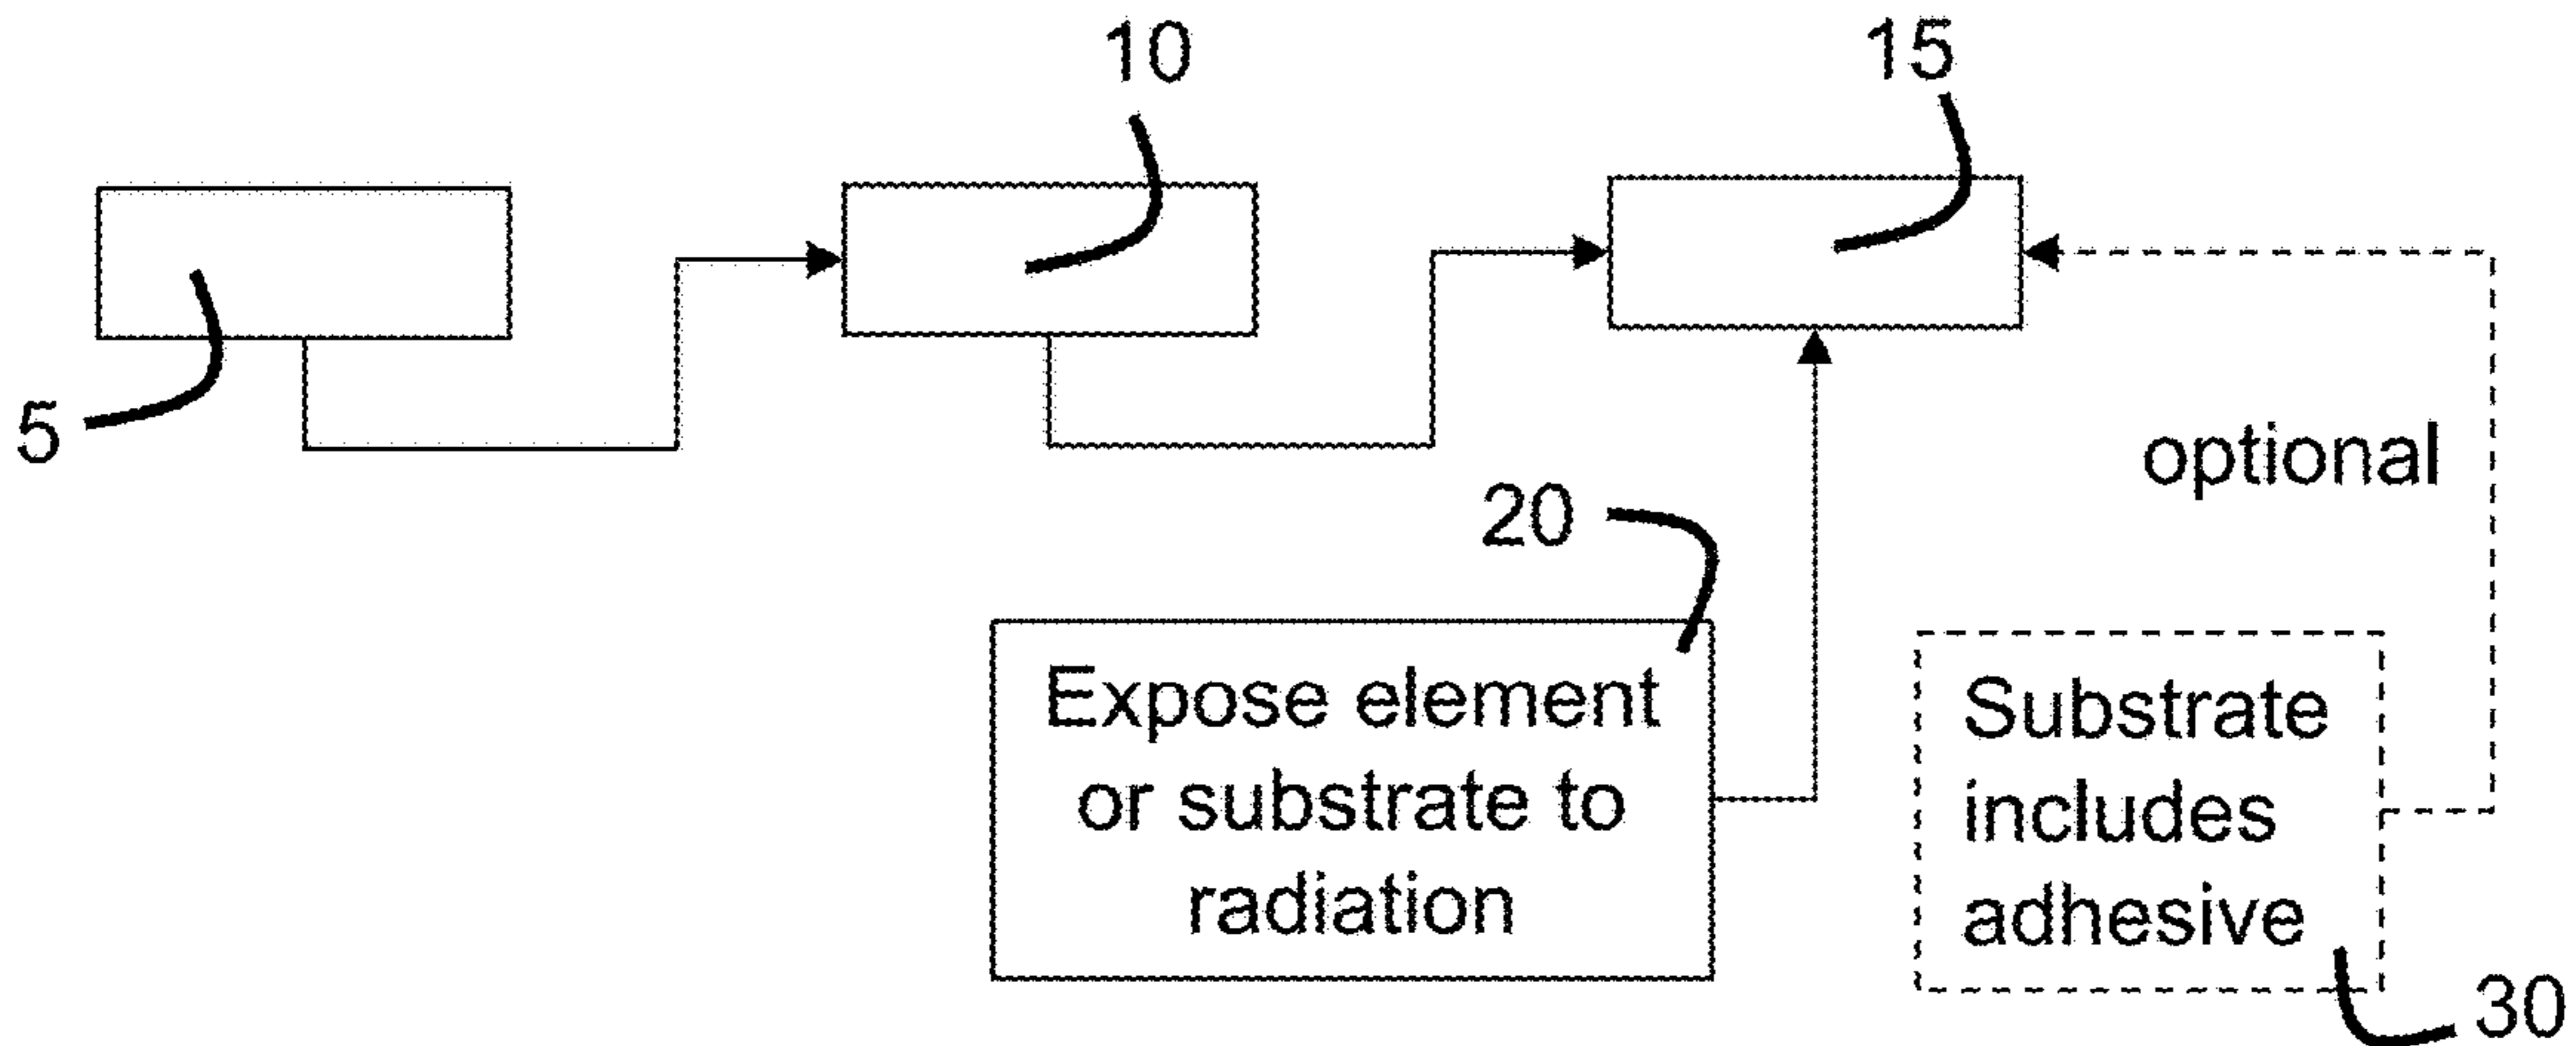 10
15
5
optional
20
Expose element
or substrate to
radiation
Substrate
includes
adhesive
30